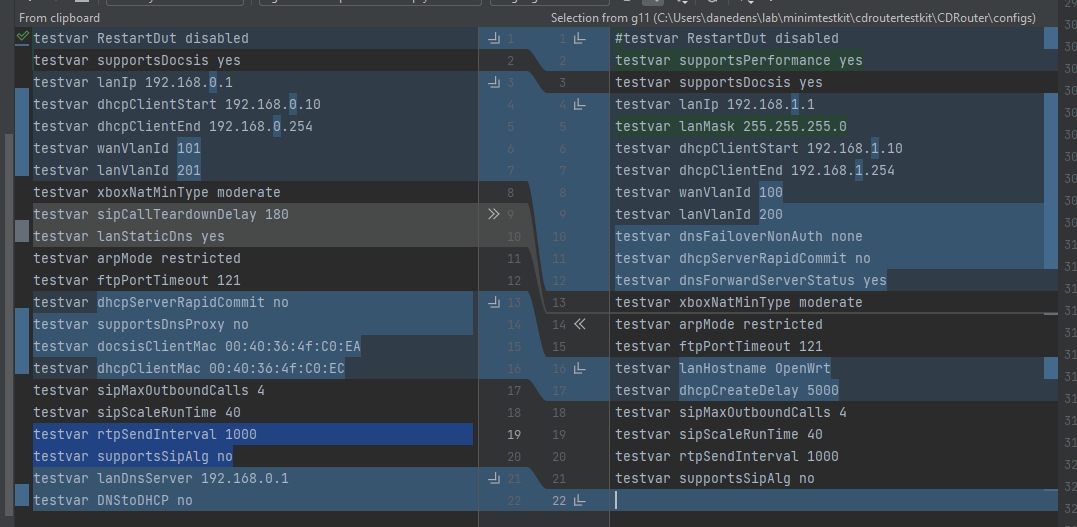 From clipboard
Selection from g11 (C:\Users\danedens\lab\minimtestkit\cdroutertestkit\CDRouter\configs)
testvar RestartDut disabled
testvar supportsDocsis yes
testvar lanIp 192.168.0.1
testvar dhcpClientStart 192.168.0.10
testvar dhcpClientEnd 192.168.0.254
testvar wanVlanId 101
testvar lanVlanId 201
testvar xboxNatMinType moderate
testvar sipCallTeardownDelay 180
testvar lanStaticDns yes
testvar arpMode restricted
testvar ftpPortTimeout 121
testvar dhcpServerRapidCommit no
testvar supportsDnsProxy no
testvar docsisClientMac 00:40:36:4f:C0:EA
testvar dhcpClientMac 00:40:36:4f:C0:EC
testvar sipMaxOutboundCalls 4
testvar sipScaleRunTime 40
testvar rtpSendInterval 1000
testvar supportsSipAlg no
testvar lanDnsServer 192.168.0.1
testvar DNStoDHCP no
1 1
2 2
3 3
4 4
5 5
6 6
7 7
8 8
9 9
10 10
11 11
12 12
13 13
14 14
15 15
16 16
17 17
18 18
19 19
20 20
21 21
22 22
#testvar RestartDut disabled
testvar supportsPerformance yes
testvar supportsDocsis yes
testvar lanIp 192.168.1.1
testvar lanMask 255.255.255.0
testvar dhcpClientStart 192.168.1.10
testvar dhcpClientEnd 192.168.1.254
testvar wanVlanId 100
testvar lanVlanId 200
testvar dnsFailoverNonAuth none
testvar dhcpServerRapidCommit no
testvar dnsForwardServerStatus yes
testvar xboxNatMinType moderate
testvar arpMode restricted
testvar ftpPortTimeout 121
testvar lanHostname OpenWrt
testvar dhcpCreateDelay 5000
testvar sipMaxOutboundCalls 4
testvar sipScaleRunTime 40
testvar rtpSendInterval 1000
testvar supportsSipAlg no